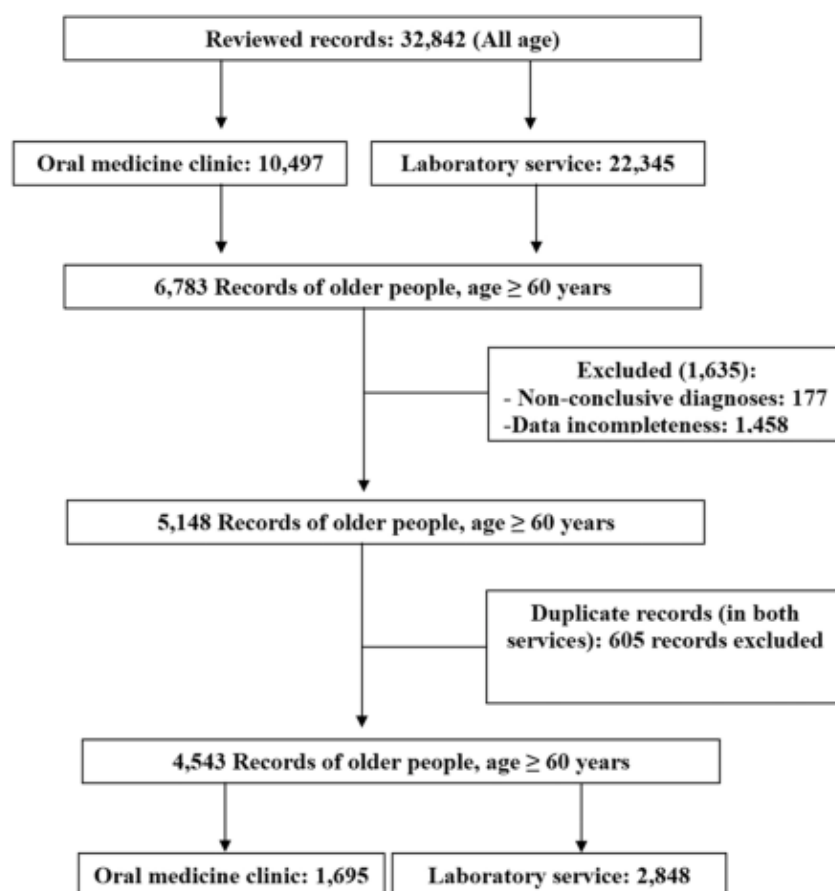 Reviewed records: 32,842 (All age)
Oral medicine clinic: 10,497
Laboratory service: 22,345
6,783 Records of older people, age ≥ 60 years
Excluded (1,635):
- Non-conclusive diagnoses: 177
-Data incompleteness: 1,458
5,148 Records of older people, age ≥ 60 years
Duplicate records (in both
services): 605 records excluded
4,543 Records of older people, age ≥ 60 years
Oral medicine clinic: 1,695
Laboratory service: 2,848